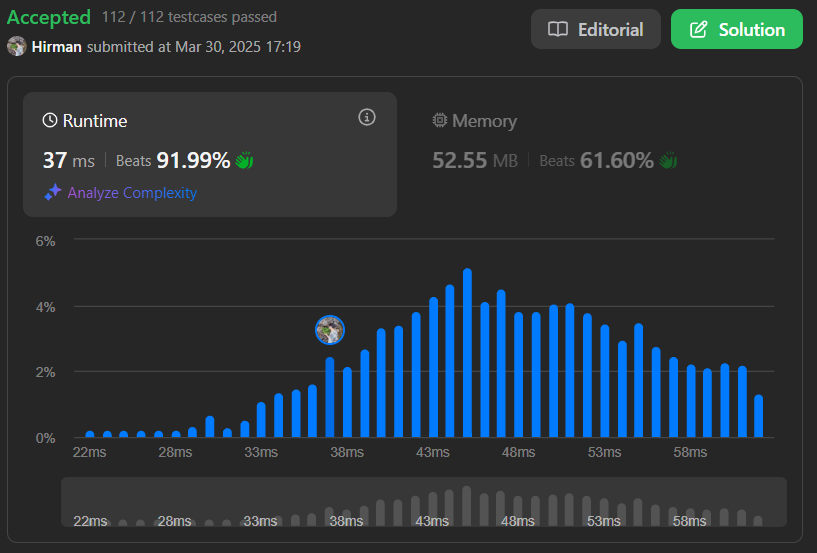 Accepted 112 / 112 testcases passed
Hirman submitted at Mar 30, 2025 17:19
Editorial
Solution
Runtime
37 ms | Beats 91.99%
Analyze Complexity
Memory
52.55 MB | Beats 61.60%
6%
4%
2%
0%
22ms 28ms 33ms 38ms 43ms 48ms 53ms 58ms
22ms 28ms 33ms 38ms 43ms 48ms 53ms 58ms